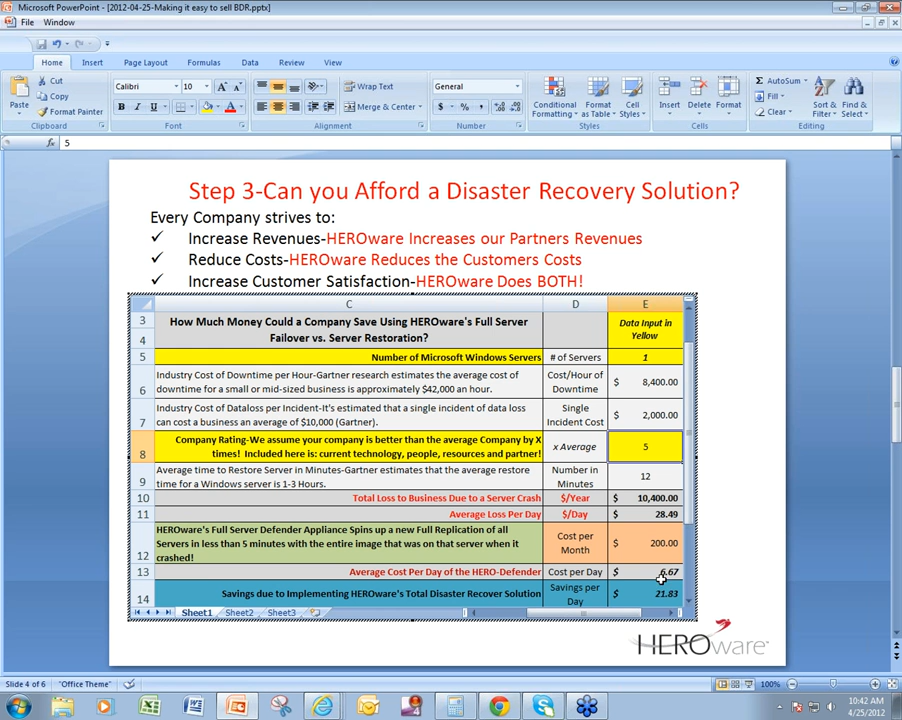 Microsoft PowerPoint - [2012-04-25-Making it easy to sell BDR.pptx]
File Window
Home Insert Page Layout Formulas Data Review View
Paste
Cut
Copy
Format Painter
Clipboard
Calibri 10
B I U
Font
Wrap Text
Merge & Center
Alignment
General
$ % ,
Number
Conditional Formatting
Format as Table
Cell Styles
Styles
Insert Delete Format
Cells
AutoSum
Fill
Clear
Sort & Filter
Find & Select
Editing
fx 5
Step 3-Can you Afford a Disaster Recovery Solution?
Every Company strives to:
✓ Increase Revenues-HEROware Increases our Partners Revenues
✓ Reduce Costs-HEROware Reduces the Customers Costs
✓ Increase Customer Satisfaction-HEROware Does BOTH!
C D E
3
4
How Much Money Could a Company Save Using HEROware's Full Server
Failover vs. Server Restoration?
Data Input in
Yellow
5 Number of Microsoft Windows Servers # of Servers 1
6
Industry Cost of Downtime per Hour-Gartner research estimates the average cost of
downtime for a small or mid-sized business is approximately $42,000 an hour.
Cost/Hour of
Downtime
$ 8,400.00
7
Industry Cost of Dataloss per Incident-It's estimated that a single incident of data loss
can cost a business an average of $10,000 (Gartner).
Single
Incident Cost
$ 2,000.00
8
Company Rating-We assume your company is better than the average Company by X
times! Included here is: current technology, people, resources and partner!
x Average
5
9
Average time to Restore Server in Minutes-Gartner estimates that the average restore
time for a Windows server is 1-3 Hours.
Number in
Minutes
12
10 Total Loss to Business Due to a Server Crash $/Year $ 10,400.00
11 Average Loss Per Day $/Day $ 28.49
12
HEROware's Full Server Defender Appliance Spins up a new Full Replication of all
Servers in less than 5 minutes with the entire image that was on that server when it
crashed!
Cost per
Month
$ 200.00
13 Average Cost Per Day of the HERO-Defender Cost per Day $ 6.67
14 Savings due to Implementing HEROware's Total Disaster Recover Solution
Savings per
Day
$ 21.83
Sheet1 Sheet2 Sheet3
HEROware
Slide 4 of 6 "Office Theme" 100%
10:42 AM
4/25/2012